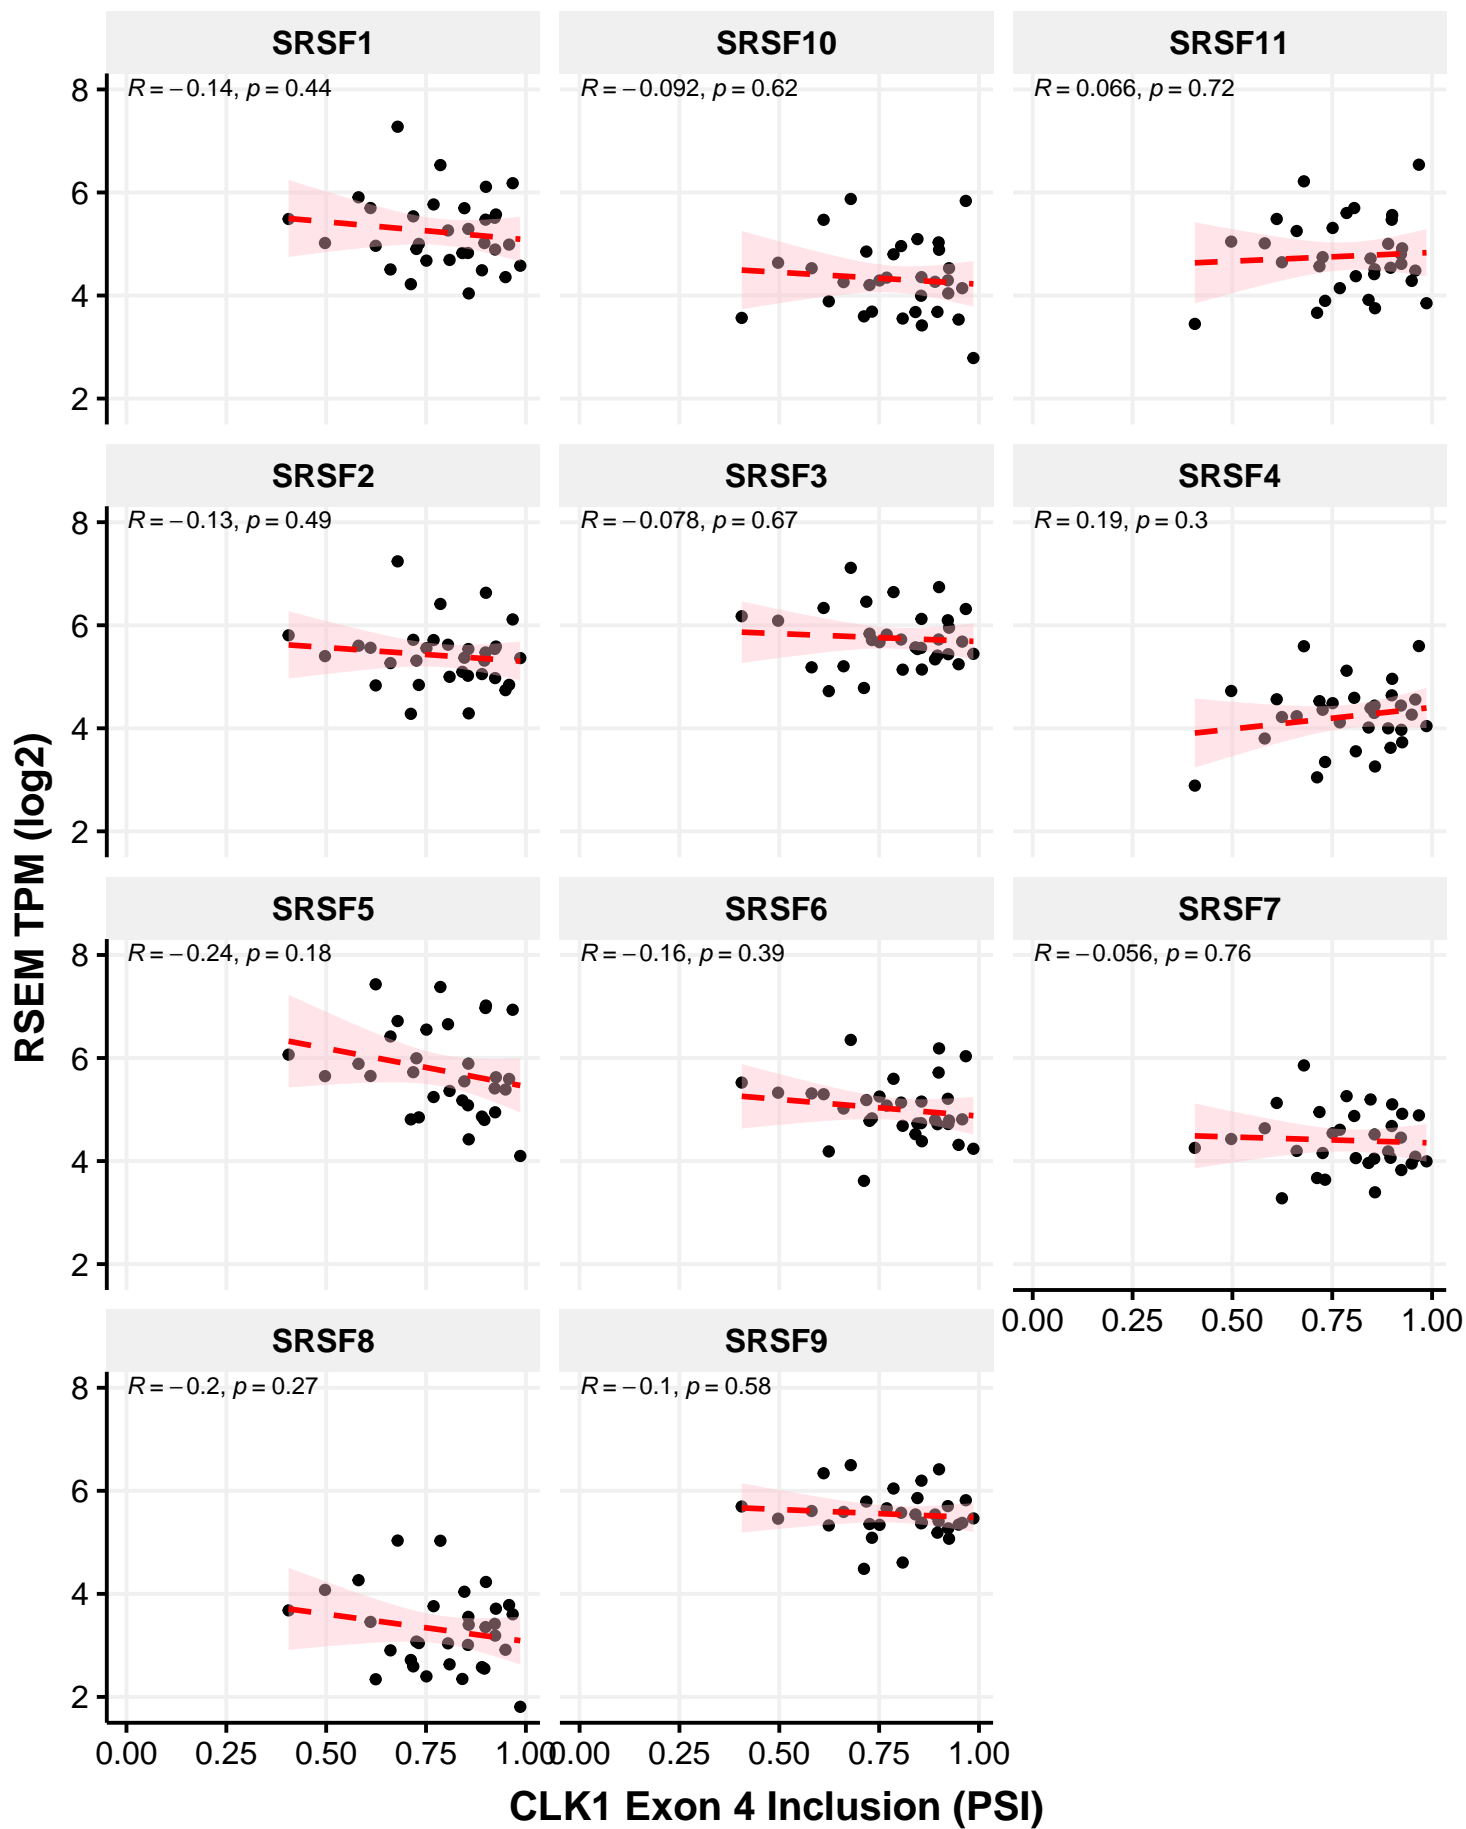 SRSF1 SRSF10 SRSF11
R = −0.14, p = 0.44 R = −0.092, p = 0.62 R = 0.066, p = 0.72
8
6
4
2
SRSF2 SRSF3 SRSF4
R = −0.13, p = 0.49 R = −0.078, p = 0.67 R = 0.19, p = 0.3
8
6
4
2
RSEM TPM (log2)
SRSF5 SRSF6 SRSF7
R = −0.24, p = 0.18 R = −0.16, p = 0.39 R = −0.056, p = 0.76
8
6
4
2
0.00 0.25 0.50 0.75 1.00
SRSF8 SRSF9
R = −0.2, p = 0.27 R = −0.1, p = 0.58
8
6
4
2
0.00 0.25 0.50 0.75 1.00 0.00 0.25 0.50 0.75 1.00
CLK1 Exon 4 Inclusion (PSI)